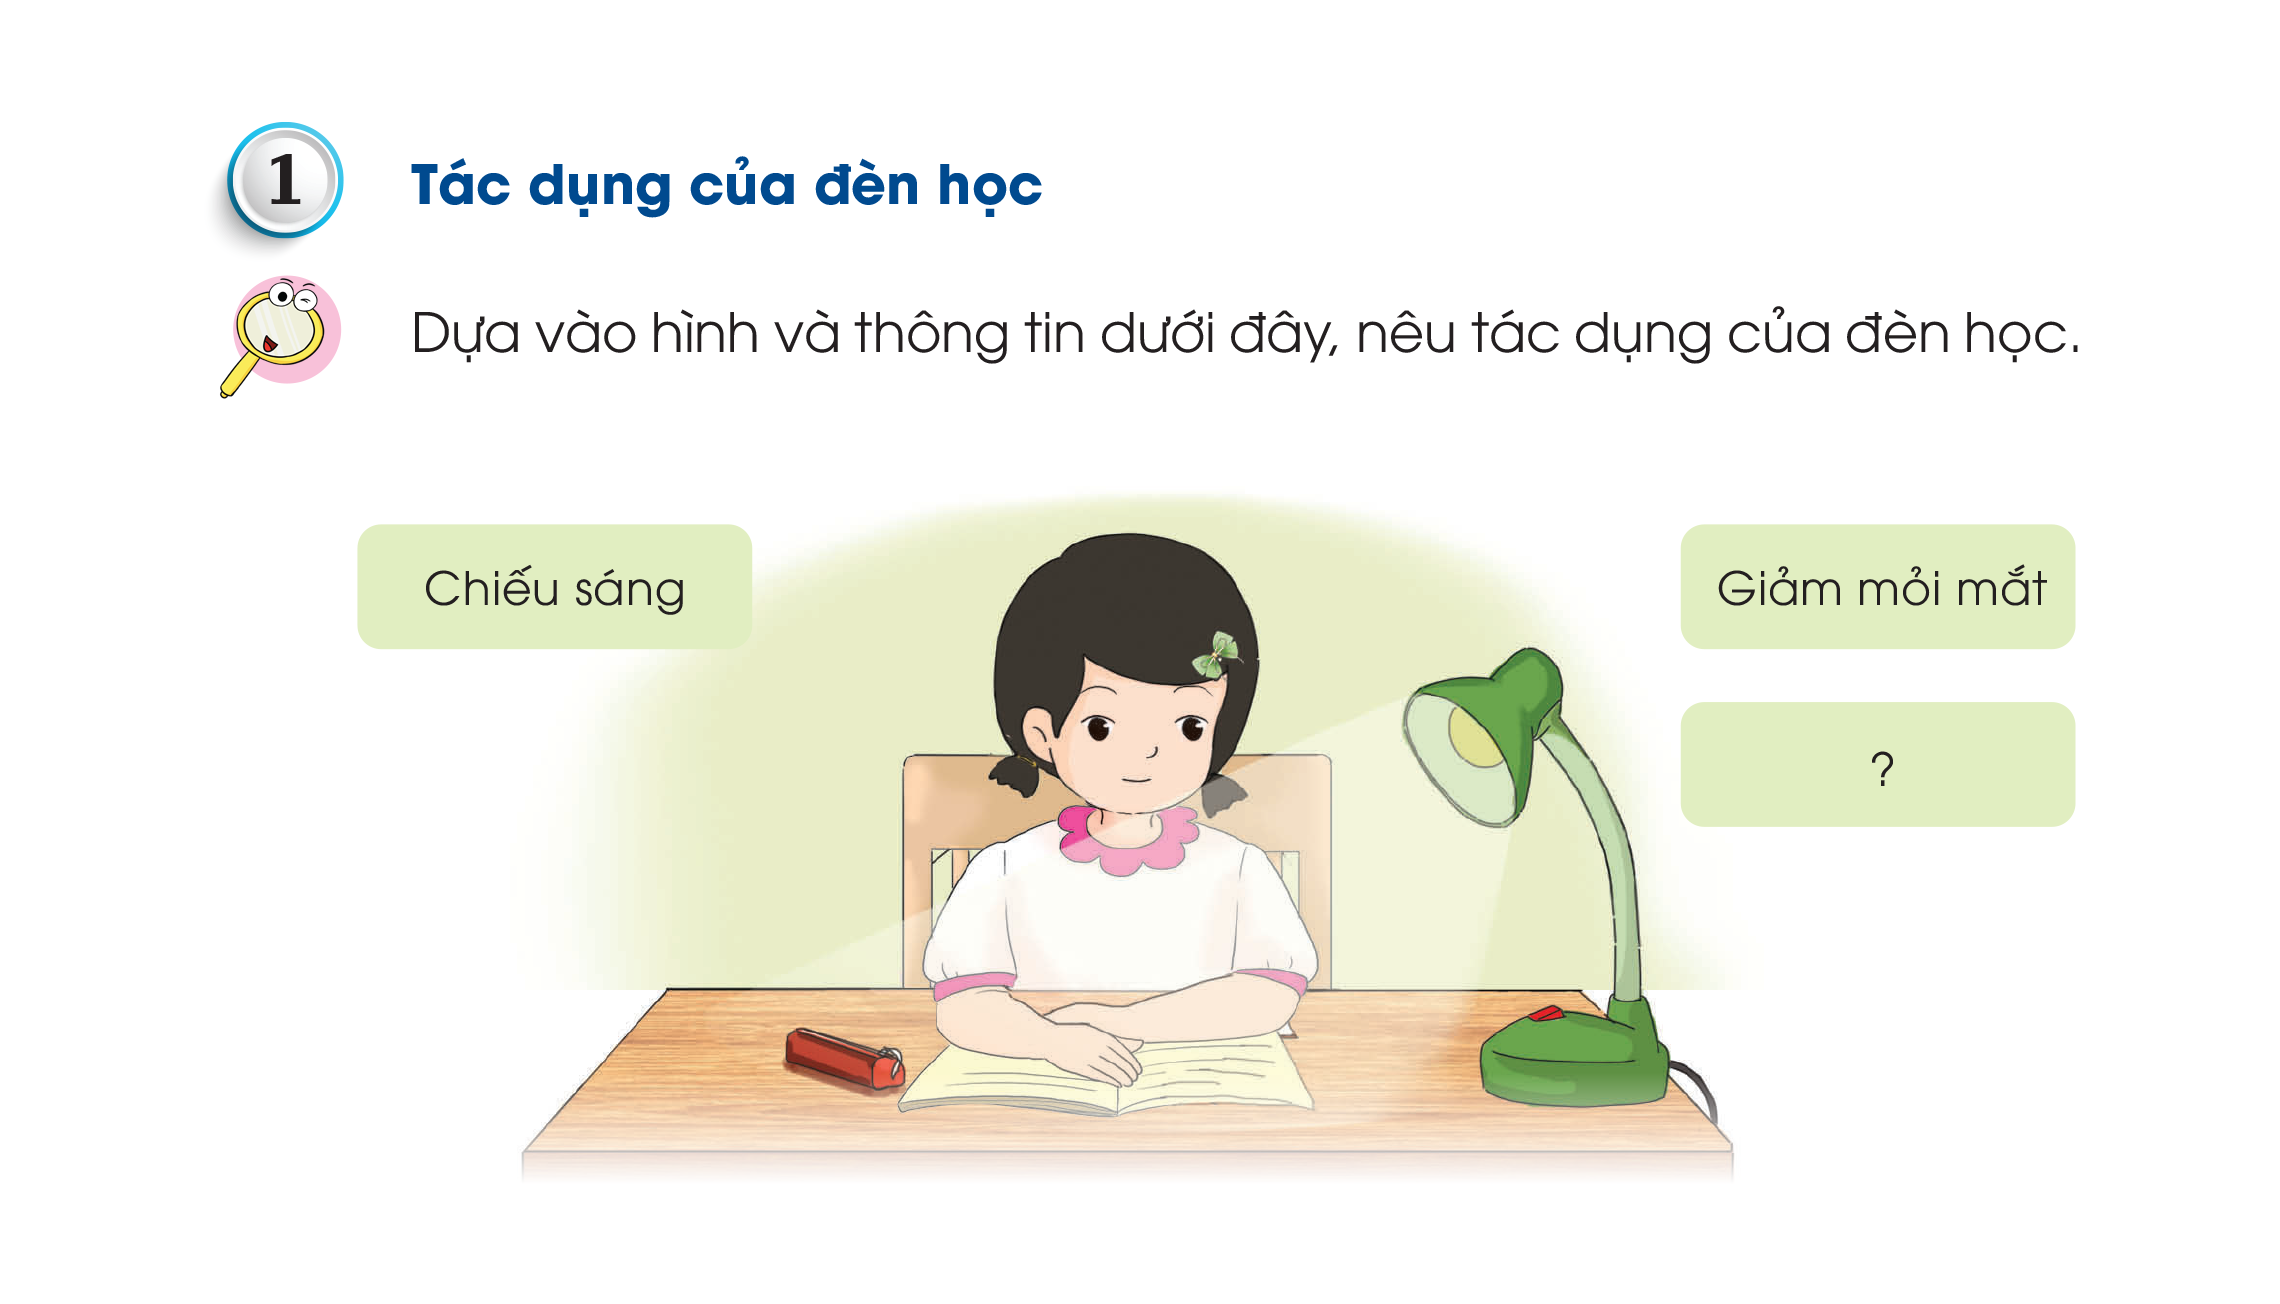 1
Tác dụng của đèn học
Dựa vào hình và thông tin dưới đây, nêu tác dụng của đèn học.
Chiếu sáng
Giảm mỏi mắt
?